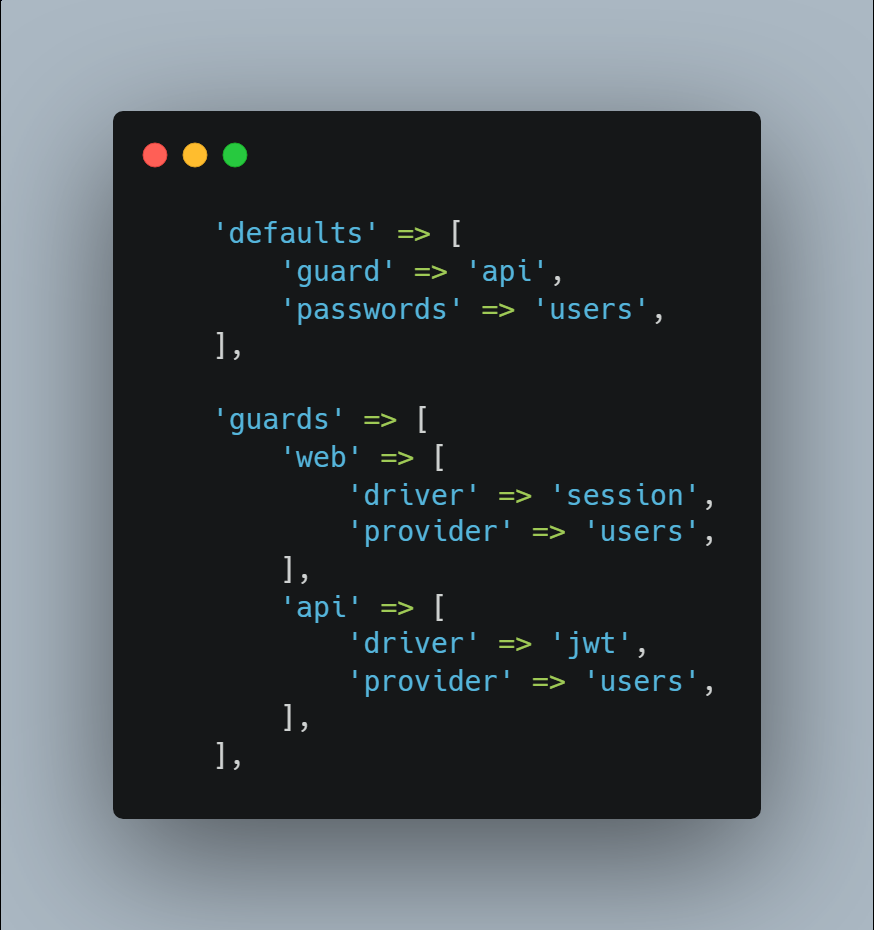 'defaults' => [
    'guard' => 'api',
    'passwords' => 'users',
],

'guards' => [
    'web' => [
        'driver' => 'session',
        'provider' => 'users',
    ],
    'api' => [
        'driver' => 'jwt',
        'provider' => 'users',
    ],
],